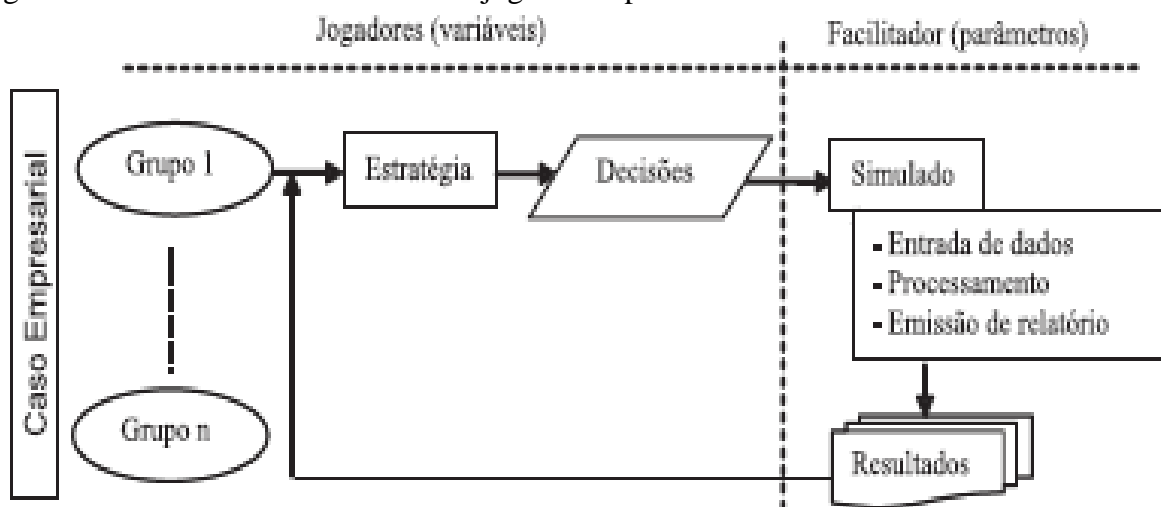 Jogadores (variáveis)
Facilitador (parâmetros)
Caso Empresarial
Grupo 1
Estratégia
Decisões
Simulado
- Entrada de dados
- Processamento
- Emissão de relatório
Grupo n
Resultados